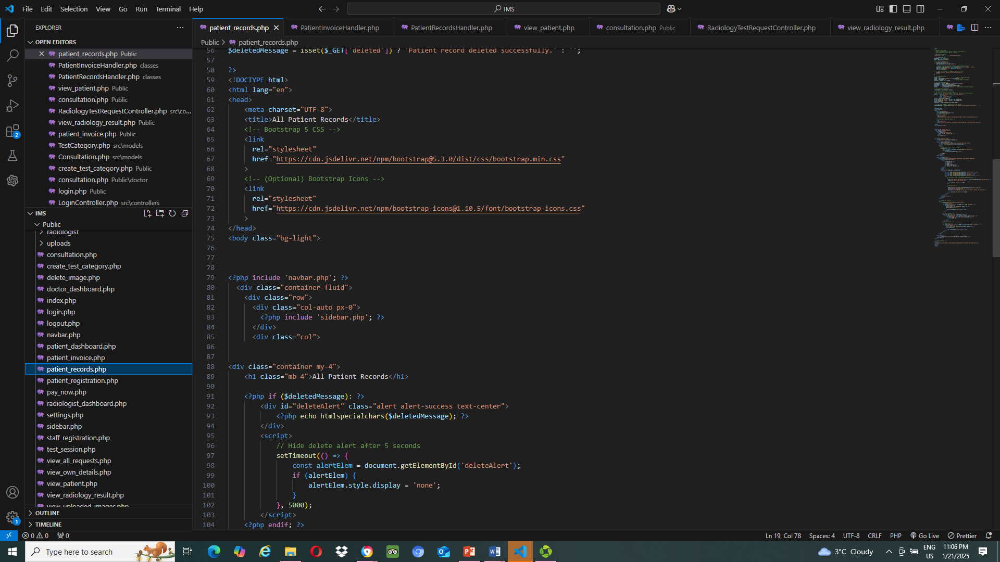 File Edit Selection View Go Run Terminal Help
IMS
EXPLORER
OPEN EDITORS
patient_records.php Public
PatientInvoiceHandler.php classes
PatientRecordsHandler.php classes
view_patient.php Public
consultation.php Public
RadiologyTestRequestController.php src\co...
view_radiology_result.php Public
patient_invoice.php Public
TestCategory.php src\models
Consultation.php src\models
create_test_category.php Public
consultation.php Public\doctor
login.php Public
LoginController.php src\controllers
IMS
Public
radiologist
uploads
consultation.php
create_test_category.php
delete_image.php
doctor_dashboard.php
index.php
login.php
logout.php
navbar.php
patient_dashboard.php
patient_invoice.php
patient_records.php
patient_registration.php
pay_now.php
radiologist_dashboard.php
settings.php
sidebar.php
staff_registration.php
test_session.php
view_all_requests.php
view_own_details.php
view_patient.php
view_radiology_result.php
view_uploaded_images.php
OUTLINE
TIMELINE
2
1
patient_records.php PatientInvoiceHandler.php PatientRecordsHandler.php view_patient.php consultation.php Public RadiologyTestRequestController.php view_radiology_result.php
Public > patient_records.php
56 $deletedMessage = isset($_GET['deleted']) ? 'Patient record deleted successfully.' : '';
57
58 ?>
59 <!DOCTYPE html>
60 <html lang="en">
61 <head>
62 <meta charset="UTF-8">
63 <title>All Patient Records</title>
64 <!-- Bootstrap 5 CSS -->
65 <link
66 rel="stylesheet"
67 href="https://cdn.jsdelivr.net/npm/bootstrap@5.3.0/dist/css/bootstrap.min.css"
68 >
69 <!-- (Optional) Bootstrap Icons -->
70 <link
71 rel="stylesheet"
72 href="https://cdn.jsdelivr.net/npm/bootstrap-icons@1.10.5/font/bootstrap-icons.css"
73 >
74 </head>
75 <body class="bg-light">
76
77
78
79 <?php include 'navbar.php'; ?>
80 <div class="container-fluid">
81 <div class="row">
82 <div class="col-auto px-0">
83 <?php include 'sidebar.php'; ?>
84 </div>
85 <div class="col">
86
87
88 <div class="container my-4">
89 <h1 class="mb-4">All Patient Records</h1>
90
91 <?php if ($deletedMessage): ?>
92 <div id="deleteAlert" class="alert alert-success text-center">
93 <?php echo htmlspecialchars($deletedMessage); ?>
94 </div>
95 <script>
96 // Hide delete alert after 5 seconds
97 setTimeout(() => {
98 const alertElem = document.getElementById('deleteAlert');
99 if (alertElem) {
100 alertElem.style.display = 'none';
101 }
102 }, 5000);
103 </script>
104 <?php endif; ?>
0 0 0 Ln 19, Col 78 Spaces: 4 UTF-8 CRLF PHP Go Live Prettier
Type here to search
3°C Cloudy
ENG
US
11:06 PM
1/21/2025